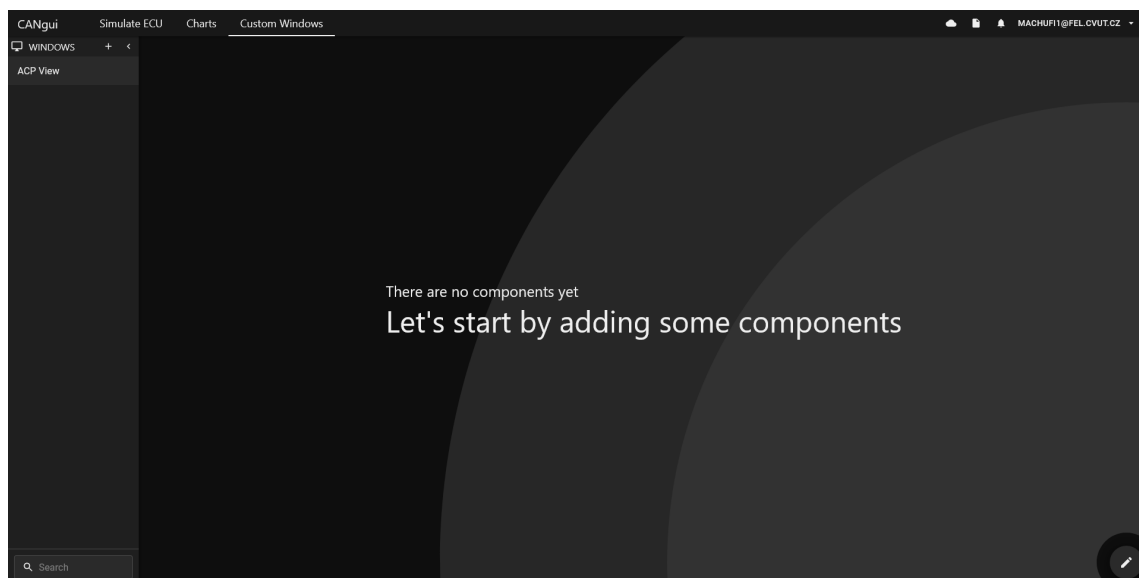 CANgui Simulate ECU Charts Custom Windows MACHUFI1@FEL.CVUT.CZ
WINDOWS
ACP View
There are no components yet
Let's start by adding some components
Search